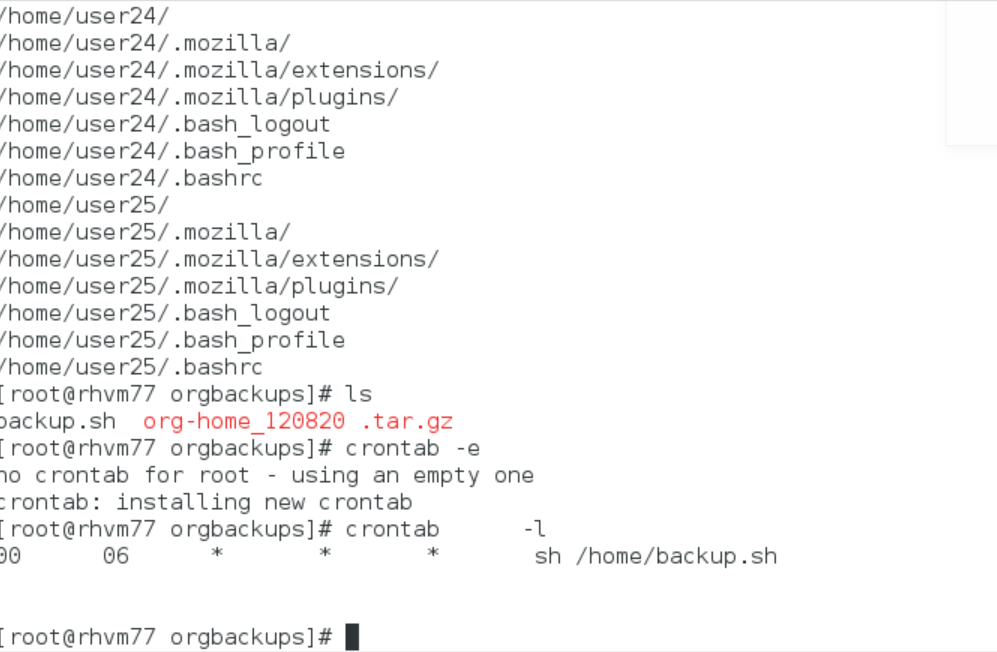 /home/user24/
/home/user24/.mozilla/
/home/user24/.mozilla/extensions/
/home/user24/.mozilla/plugins/
/home/user24/.bash_logout
/home/user24/.bash_profile
/home/user24/.bashrc
/home/user25/
/home/user25/.mozilla/
/home/user25/.mozilla/extensions/
/home/user25/.mozilla/plugins/
/home/user25/.bash_logout
/home/user25/.bash_profile
/home/user25/.bashrc
[root@rhvm77 orgbackups]# ls
backup.sh  org-home_120820 .tar.gz
[root@rhvm77 orgbackups]# crontab -e
no crontab for root - using an empty one
crontab: installing new crontab
[root@rhvm77 orgbackups]# crontab      -l
00      06      *       *       *       sh /home/backup.sh
[root@rhvm77 orgbackups]#